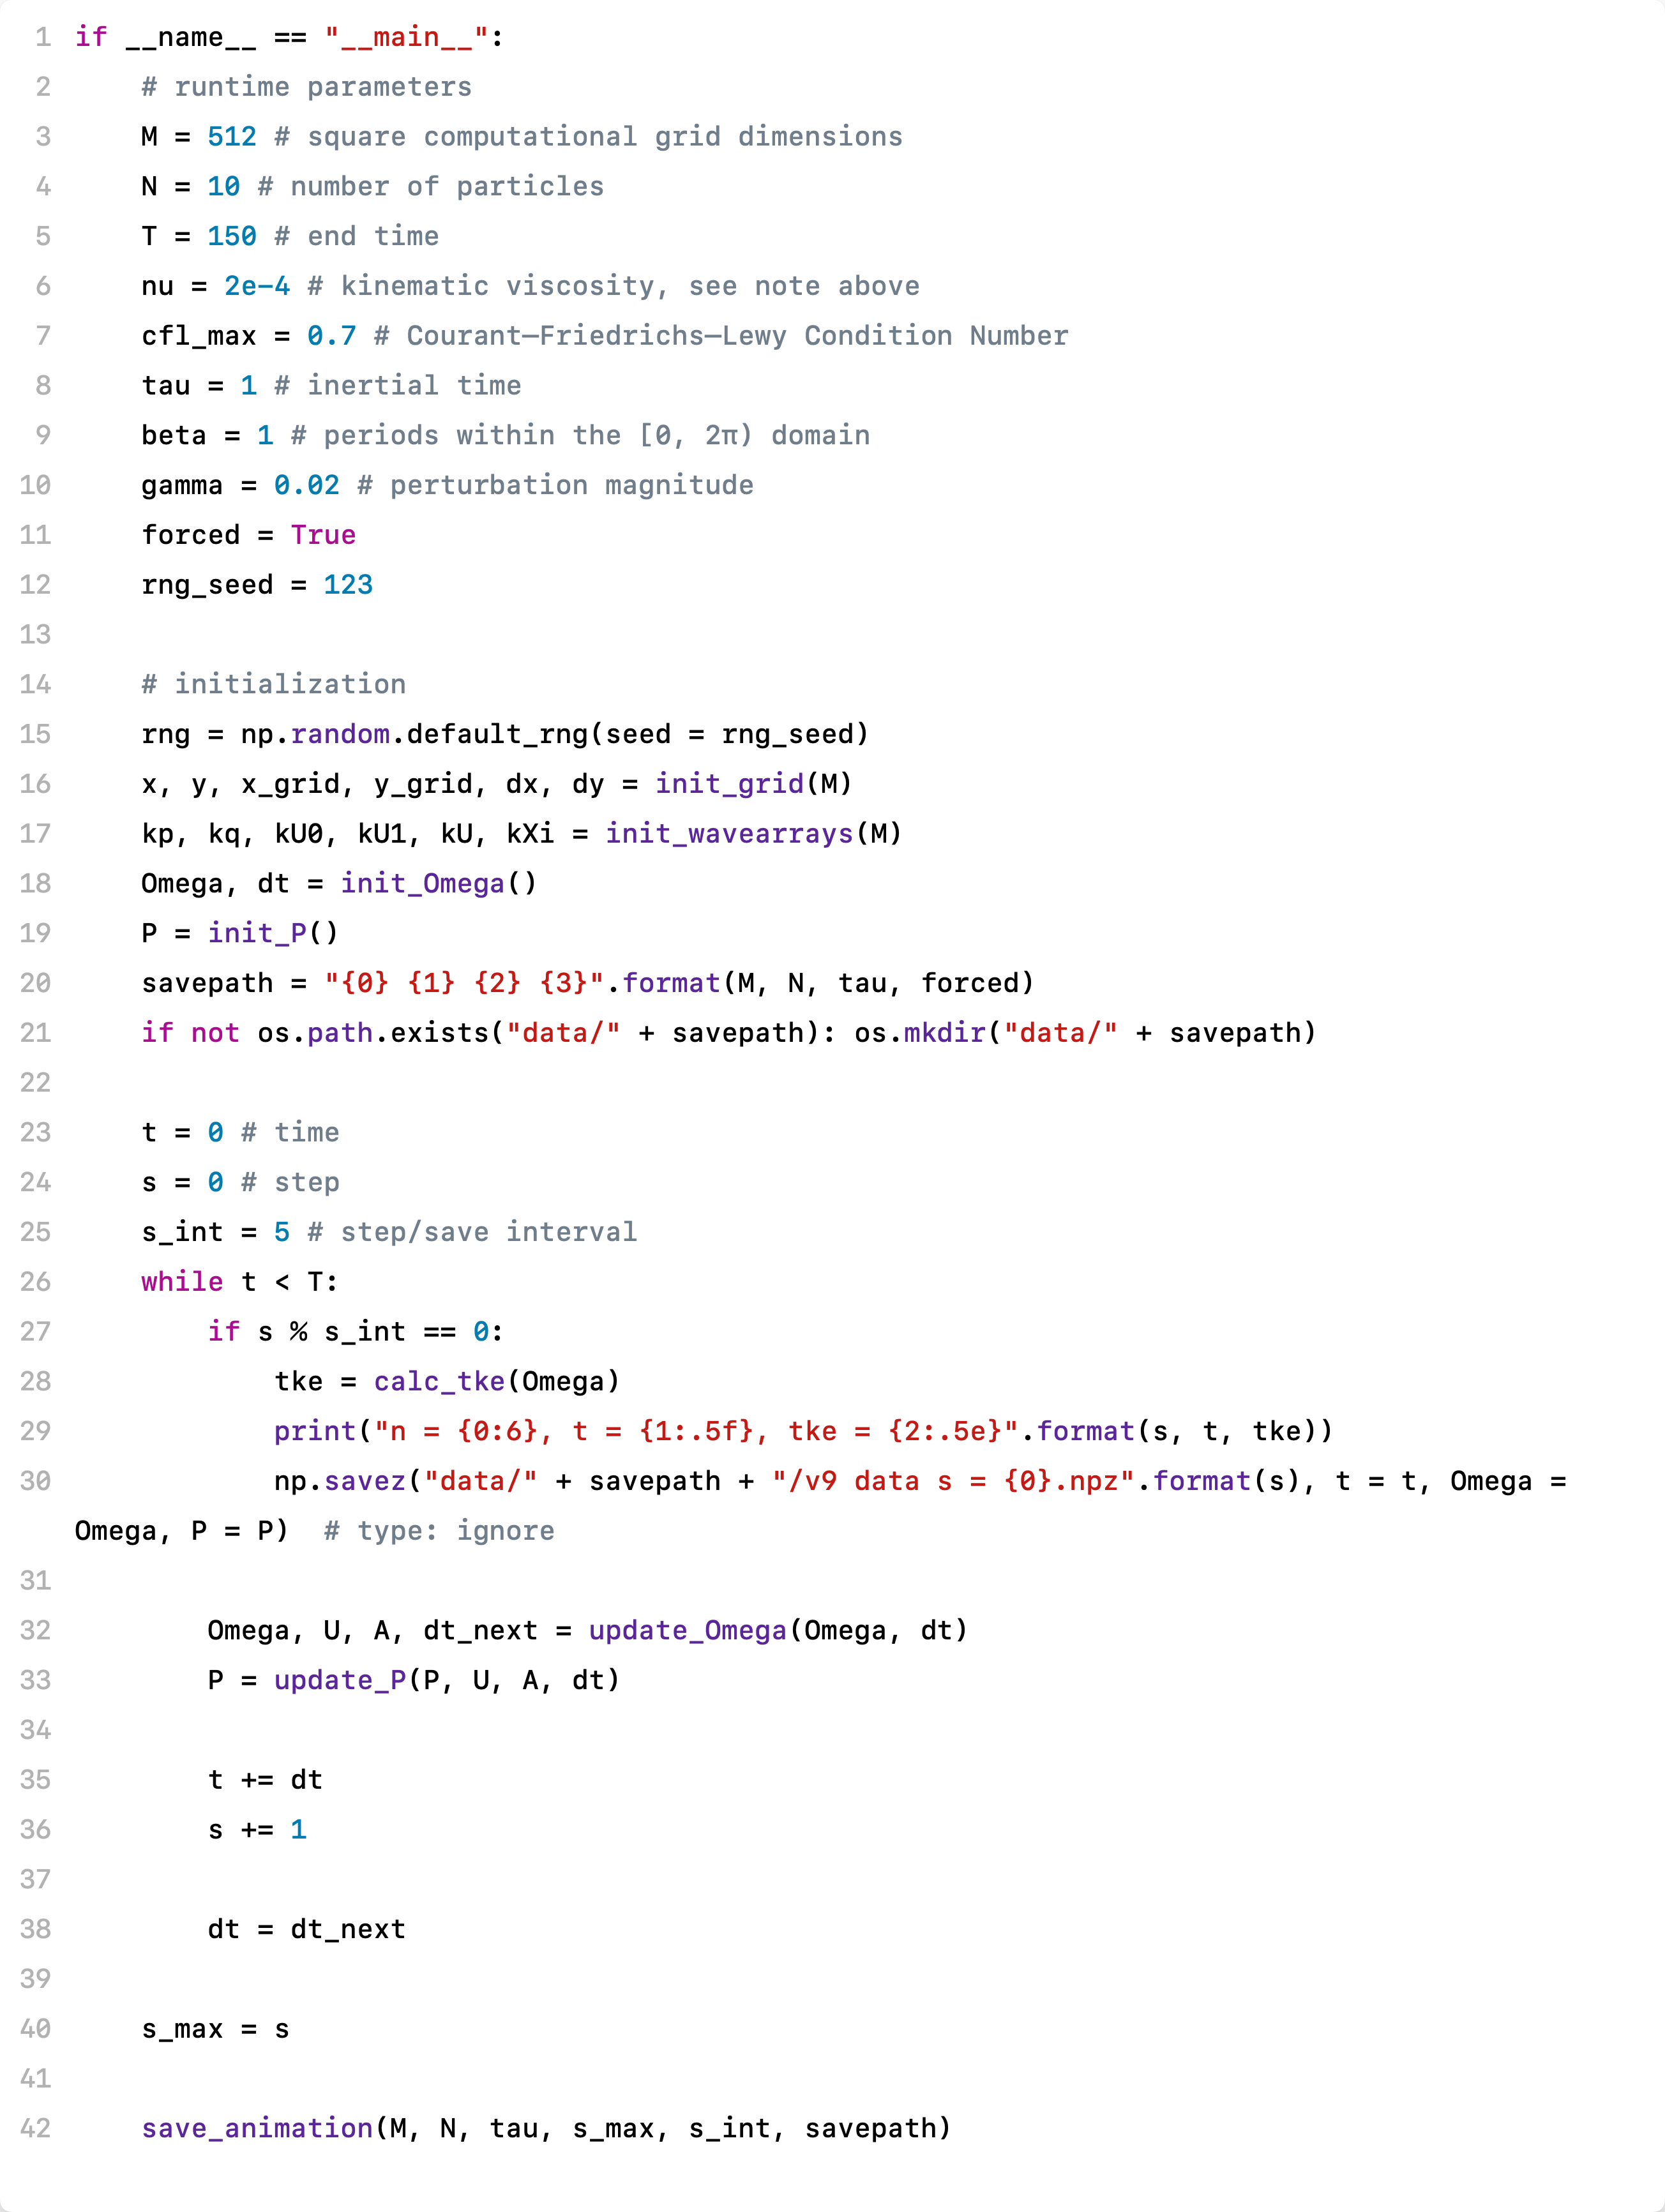 1 if __name__ == "__main__":
2     # runtime parameters
3     M = 512 # square computational grid dimensions
4     N = 10 # number of particles
5     T = 150 # end time
6     nu = 2e-4 # kinematic viscosity, see note above
7     cfl_max = 0.7 # Courant–Friedrichs–Lewy Condition Number
8     tau = 1 # inertial time
9     beta = 1 # periods within the [0, 2π) domain
10     gamma = 0.02 # perturbation magnitude
11     forced = True
12     rng_seed = 123
13
14     # initialization
15     rng = np.random.default_rng(seed = rng_seed)
16     x, y, x_grid, y_grid, dx, dy = init_grid(M)
17     kp, kq, kU0, kU1, kU, kXi = init_wavearrays(M)
18     Omega, dt = init_Omega()
19     P = init_P()
20     savepath = "{0} {1} {2} {3}".format(M, N, tau, forced)
21     if not os.path.exists("data/" + savepath): os.mkdir("data/" + savepath)
22
23     t = 0 # time
24     s = 0 # step
25     s_int = 5 # step/save interval
26     while t < T:
27         if s % s_int == 0:
28             tke = calc_tke(Omega)
29             print("n = {0:6}, t = {1:.5f}, tke = {2:.5e}".format(s, t, tke))
30             np.savez("data/" + savepath + "/v9 data s = {0}.npz".format(s), t = t, Omega =
Omega, P = P)  # type: ignore
31
32         Omega, U, A, dt_next = update_Omega(Omega, dt)
33         P = update_P(P, U, A, dt)
34
35         t += dt
36         s += 1
37
38         dt = dt_next
39
40     s_max = s
41
42     save_animation(M, N, tau, s_max, s_int, savepath)